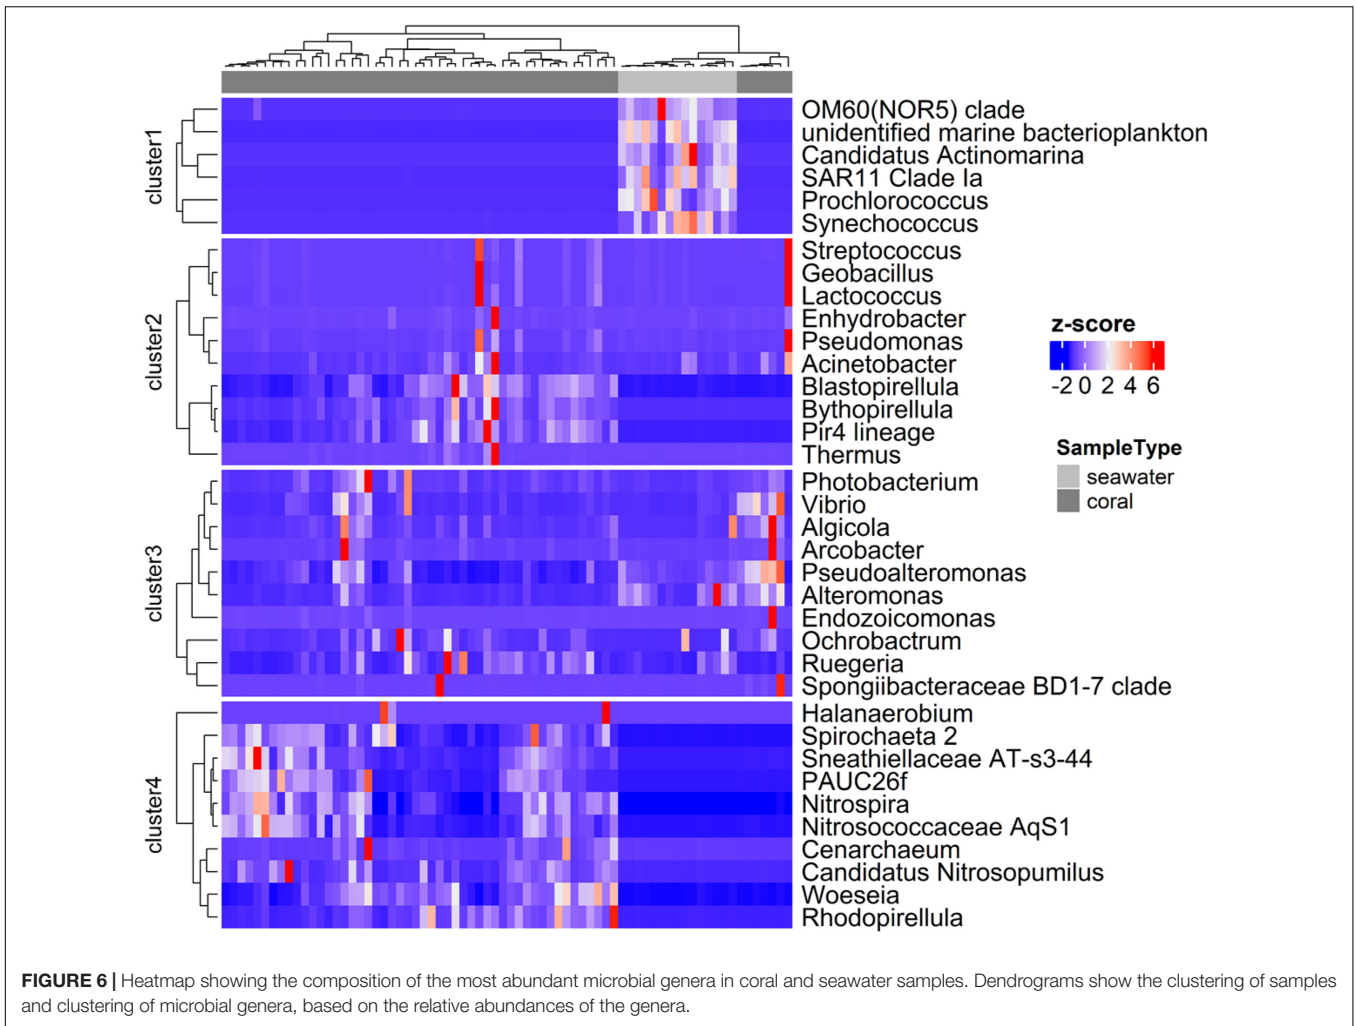 cluster1
OM60(NOR5) clade
unidentified marine bacterioplankton
Candidatus Actinomarina
SAR11 Clade Ia
Prochlorococcus
Synechococcus
cluster2
Streptococcus
Geobacillus
Lactococcus
Enhydrobacter
Pseudomonas
Acinetobacter
Blastopirellula
Bythopirellula
Pir4 lineage
Thermus
cluster3
Photobacterium
Vibrio
Algicola
Arcobacter
Pseudoalteromonas
Alteromonas
Endozoicomonas
Ochrobactrum
Ruegeria
Spongiibacteraceae BD1-7 clade
cluster4
Halanaerobium
Spirochaeta 2
Sneathiellaceae AT-s3-44
PAUC26f
Nitrospira
Nitrosococcaceae AqS1
Cenarchaeum
Candidatus Nitrosopumilus
Woeseia
Rhodopirellula
z-score
-2 0 2 4 6
SampleType
seawater
coral
FIGURE 6 | Heatmap showing the composition of the most abundant microbial genera in coral and seawater samples. Dendrograms show the clustering of samples
and clustering of microbial genera, based on the relative abundances of the genera.